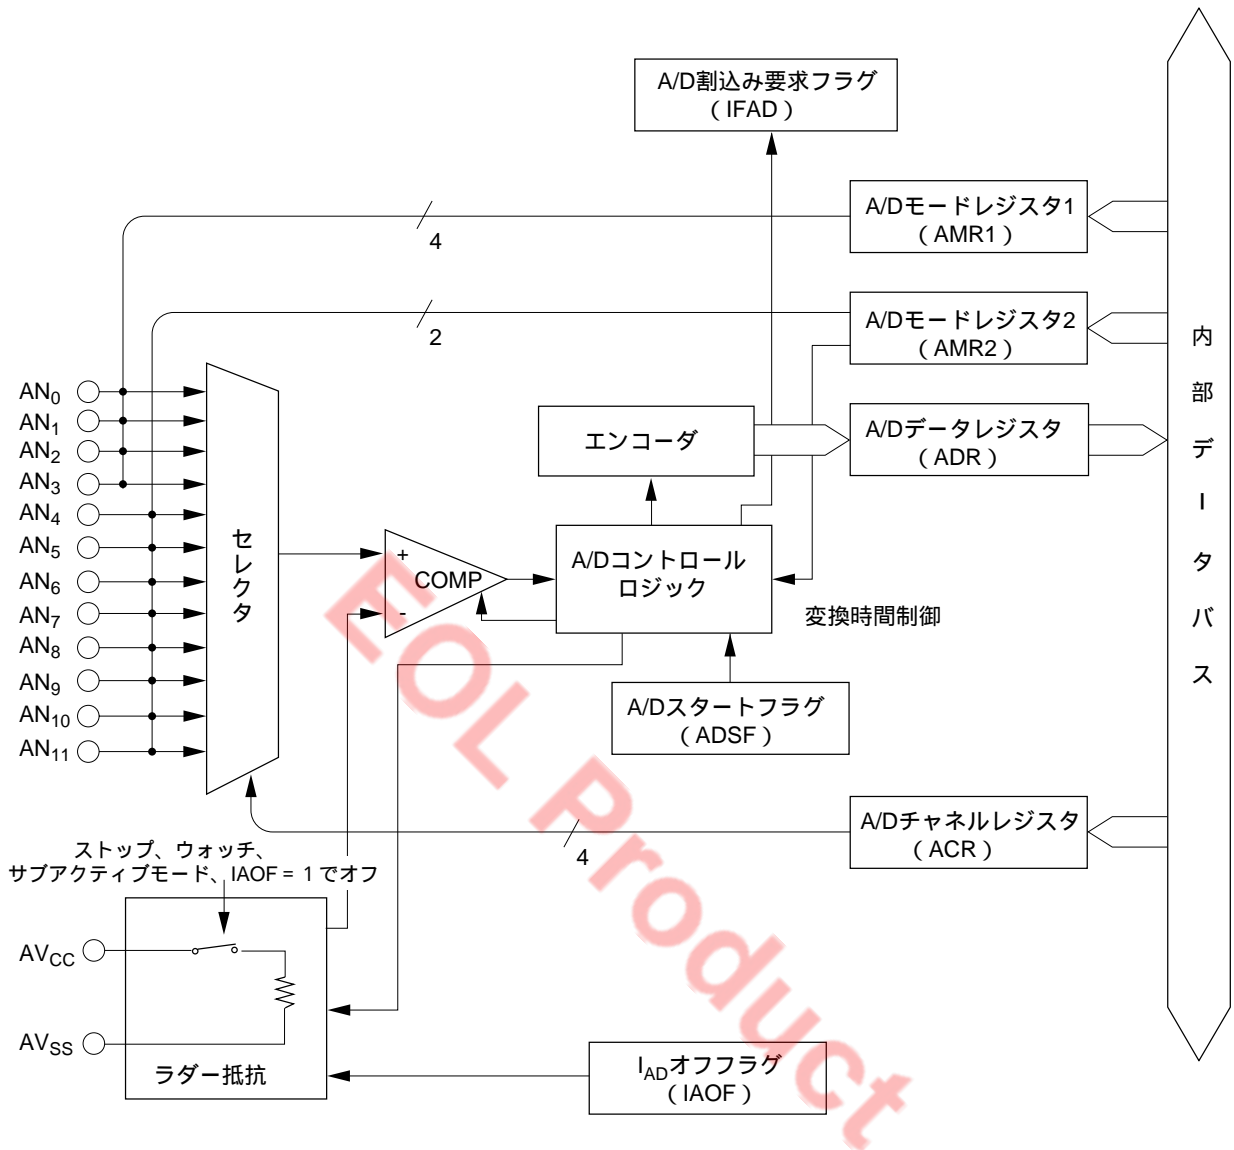 A/D割込み要求フラグ
(IFAD)
A/Dモードレジスタ1
(AMR1)
4
A/Dモードレジスタ2
(AMR2)
2
内部データバス
AN0
AN1
AN2
AN3
AN4
AN5
AN6
AN7
AN8
AN9
AN10
AN11
セレクタ
エンコーダ
A/Dデータレジスタ
(ADR)
+
COMP
-
A/Dコントロール
ロジック
変換時間制御
A/Dスタートフラグ
(ADSF)
A/Dチャネルレジスタ
(ACR)
4
ストップ、ウォッチ、
サブアクティブモード、IAOF = 1でオフ
AVCC
AVSS
ラダー抵抗
IADオフフラグ
(IAOF)
EOL Product